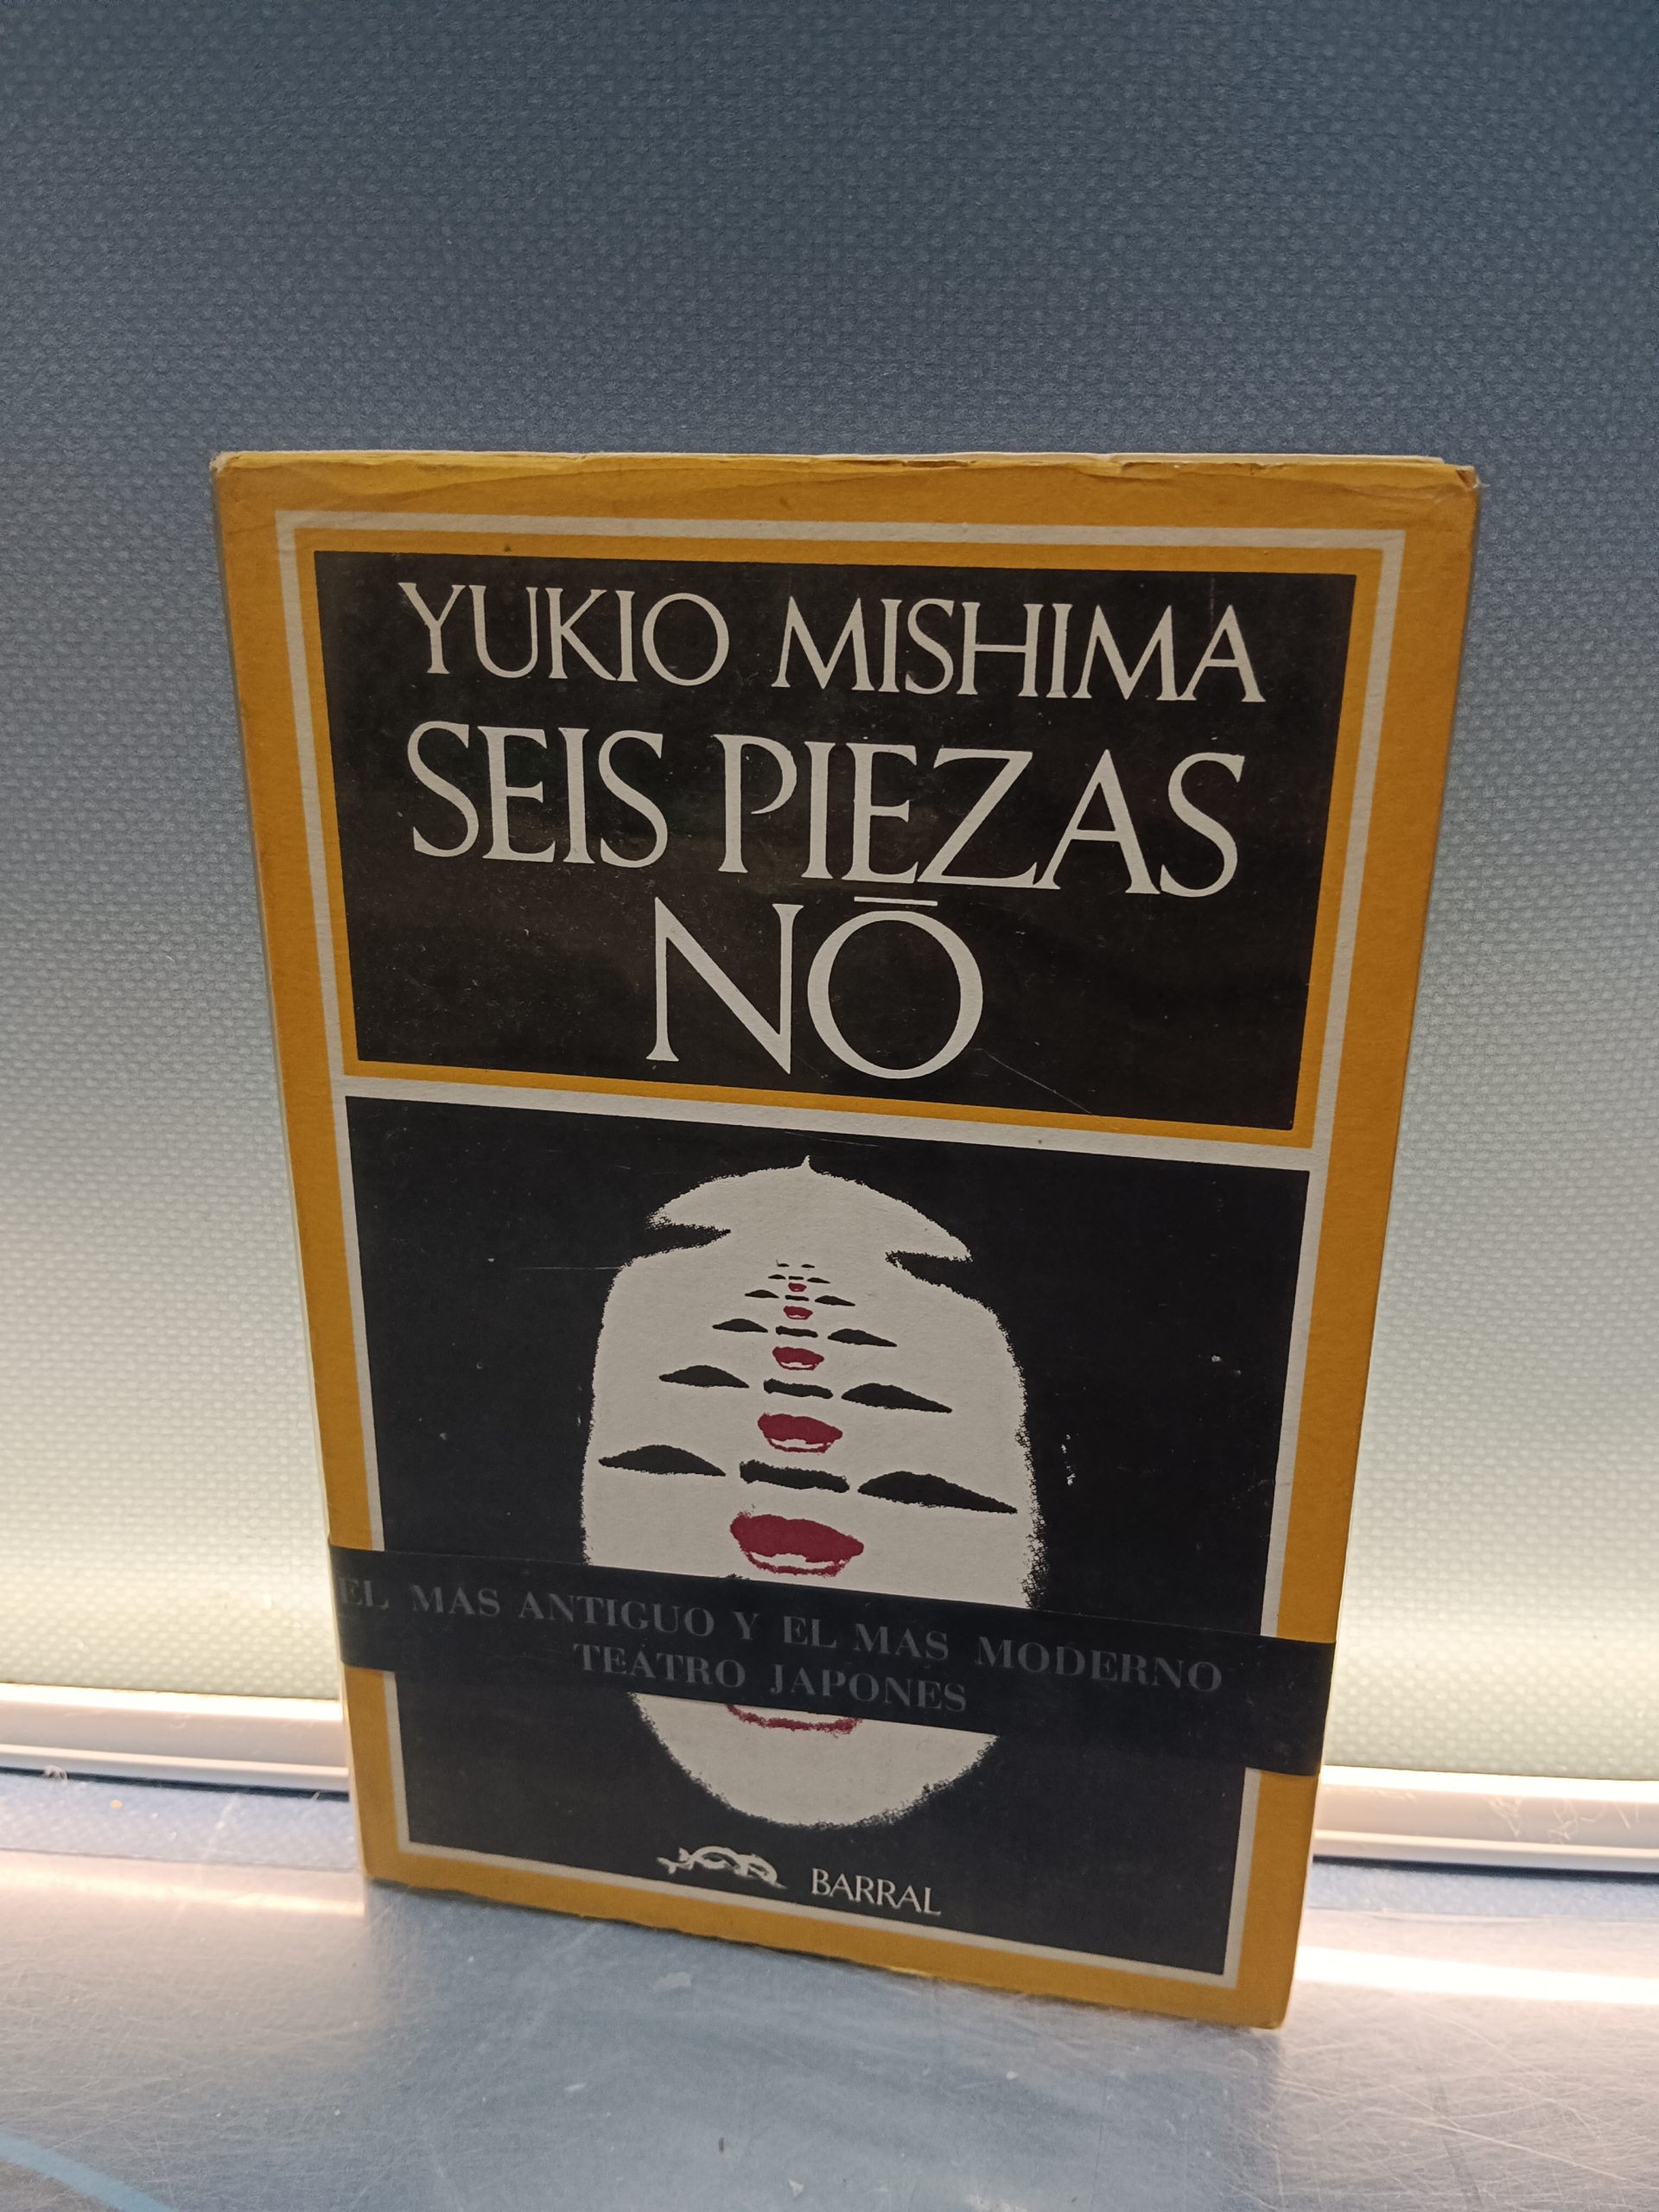 YUKIO MISHIMA
SEIS PIEZAS
NŌ
EL MAS ANTIGUO Y EL MAS MODERNO
TEATRO JAPONES
BARRAL